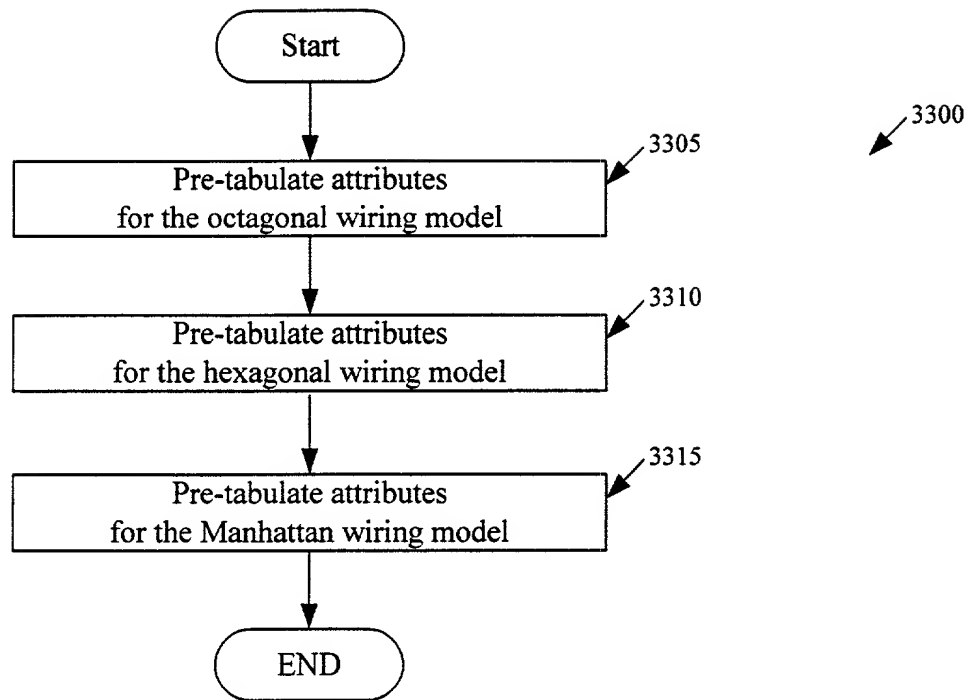 Start
3300
3305
Pre-tabulate attributes
for the octagonal wiring model
3310
Pre-tabulate attributes
for the hexagonal wiring model
3315
Pre-tabulate attributes
for the Manhattan wiring model
END